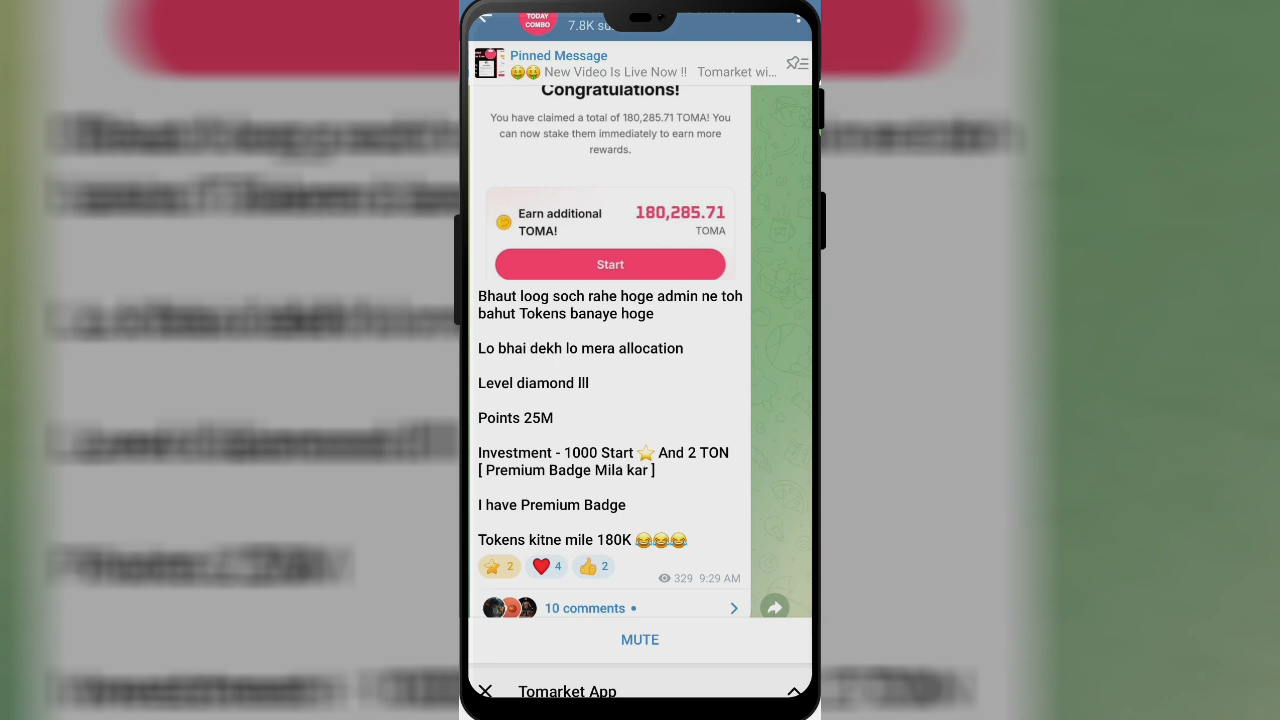 TODAY
COMBO
7.8K su
Pinned Message
🤑🤑 New Video Is Live Now !! Tomarket wi...
Congratulations!
You have claimed a total of 180,285.71 TOMA! You
can now stake them immediately to earn more
rewards.
Earn additional
TOMA!
180,285.71
TOMA
Start
Bhaut loog soch rahe hoge admin ne toh
bahut Tokens banaye hoge
Lo bhai dekh lo mera allocation
Level diamond lll
Points 25M
Investment - 1000 Start ⭐ And 2 TON
[ Premium Badge Mila kar ]
I have Premium Badge
Tokens kitne mile 180K 😂😂😂
⭐ 2 ❤️ 4 👍 2
329 9:29 AM
10 comments
MUTE
Tomarket App